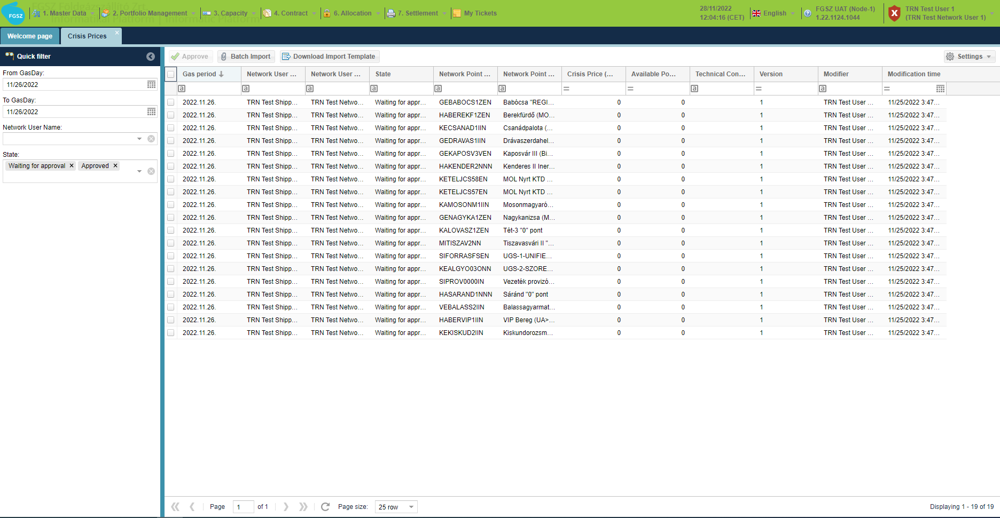 FGSZ Földgázszállító Zrt.
Informatikai Platform | Informatic Platform
FGSZ
1. Master Data
2. Portfolio Management
3. Capacity
4. Contract
6. Allocation
7. Settlement
My Tickets
28/11/2022
12:04:16 (CET)
English
FGSZ UAT (Node-1)
1.22.1124.1044
TRN Test User 1
(TRN Test Network User 1)
Welcome page
Crisis Prices
Quick filter
From GasDay:
11/26/2022
To GasDay:
11/26/2022
Network User Name:
State:
Waiting for approval
Approved
Approve
Batch Import
Download Import Template
Settings
Gas period Network User ... Network User ... State Network Point ... Network Point ... Crisis Price (... Available Po... Technical Con... Version Modifier Modification time
2022.11.26. TRN Test Shipp... TRN Test Netwo... Waiting for appr... GEBABOCS1ZEN Babócsa "REGI... 0 0 1 TRN Test User ... 11/25/2022 3:47...
2022.11.26. TRN Test Shipp... TRN Test Netwo... Waiting for appr... HABEREKF1ZEN Berekfürdő (MO... 0 0 1 TRN Test User ... 11/25/2022 3:47...
2022.11.26. TRN Test Shipp... TRN Test Netwo... Waiting for appr... KECSANAD1IIN Csanádpalota (... 0 0 1 TRN Test User ... 11/25/2022 3:47...
2022.11.26. TRN Test Shipp... TRN Test Netwo... Waiting for appr... GEDRAVAS1IIN Drávaszerdahel... 0 0 1 TRN Test User ... 11/25/2022 3:47...
2022.11.26. TRN Test Shipp... TRN Test Netwo... Waiting for appr... GEKAPOSV3VEN Kaposvár III (Bi... 0 0 1 TRN Test User ... 11/25/2022 3:47...
2022.11.26. TRN Test Shipp... TRN Test Netwo... Waiting for appr... HAKENDER2NNN Kenderes II Iner... 0 0 1 TRN Test User ... 11/25/2022 3:47...
2022.11.26. TRN Test Shipp... TRN Test Netwo... Waiting for appr... KETELJCS58EN MOL Nyrt KTD ... 0 0 1 TRN Test User ... 11/25/2022 3:47...
2022.11.26. TRN Test Shipp... TRN Test Netwo... Waiting for appr... KETELJCS57EN MOL Nyrt KTD ... 0 0 1 TRN Test User ... 11/25/2022 3:47...
2022.11.26. TRN Test Shipp... TRN Test Netwo... Waiting for appr... KAMOSONM1IIN Mosonmagyaró... 0 0 1 TRN Test User ... 11/25/2022 3:47...
2022.11.26. TRN Test Shipp... TRN Test Netwo... Waiting for appr... GENAGYKA1ZEN Nagykanizsa (M... 0 0 1 TRN Test User ... 11/25/2022 3:47...
2022.11.26. TRN Test Shipp... TRN Test Netwo... Waiting for appr... KALOVASZ1ZEN Tét-3 "0" pont 0 0 1 TRN Test User ... 11/25/2022 3:47...
2022.11.26. TRN Test Shipp... TRN Test Netwo... Waiting for appr... MITISZAV2NN Tiszavasvári II "... 0 0 1 TRN Test User ... 11/25/2022 3:47...
2022.11.26. TRN Test Shipp... TRN Test Netwo... Waiting for appr... SIFORRASFSEN UGS-1-UNIFIE... 0 0 1 TRN Test User ... 11/25/2022 3:47...
2022.11.26. TRN Test Shipp... TRN Test Netwo... Waiting for appr... KEALGYO03ONN UGS-2-SZORE... 0 0 1 TRN Test User ... 11/25/2022 3:47...
2022.11.26. TRN Test Shipp... TRN Test Netwo... Waiting for appr... SIPROV0000IN Vezeték provizó... 0 0 1 TRN Test User ... 11/25/2022 3:47...
2022.11.26. TRN Test Shipp... TRN Test Netwo... Waiting for appr... HASARAND1NNN Sáránd "0" pont 0 0 1 TRN Test User ... 11/25/2022 3:47...
2022.11.26. TRN Test Shipp... TRN Test Netwo... Waiting for appr... VEBALASS2IIN Balassagyarmat... 0 0 1 TRN Test User ... 11/25/2022 3:47...
2022.11.26. TRN Test Shipp... TRN Test Netwo... Waiting for appr... HABERVIP1IIN VIP Bereg (UA>... 0 0 1 TRN Test User ... 11/25/2022 3:47...
2022.11.26. TRN Test Shipp... TRN Test Netwo... Waiting for appr... KEKISKUD2IIN Kiskundorozsm... 0 0 1 TRN Test User ... 11/25/2022 3:47...
Page 1 of 1 Page size: 25 row Displaying 1 - 19 of 19